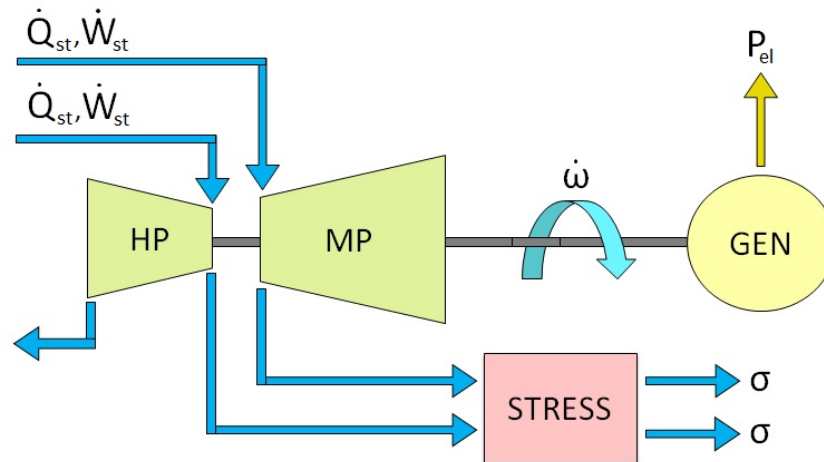 Q̇st,Ẇst
Q̇st,Ẇst
Pel
ω̇
HP
MP
GEN
STRESS
σ
σ